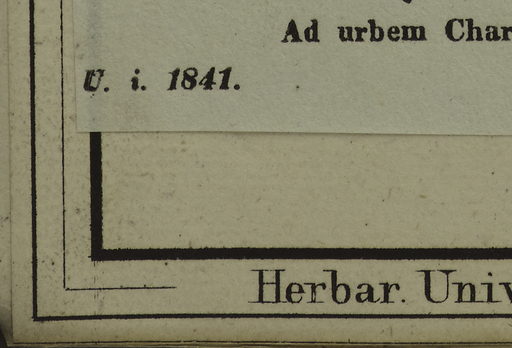 Ad urbem Char
U. i. 1841.
Herbar. Univ